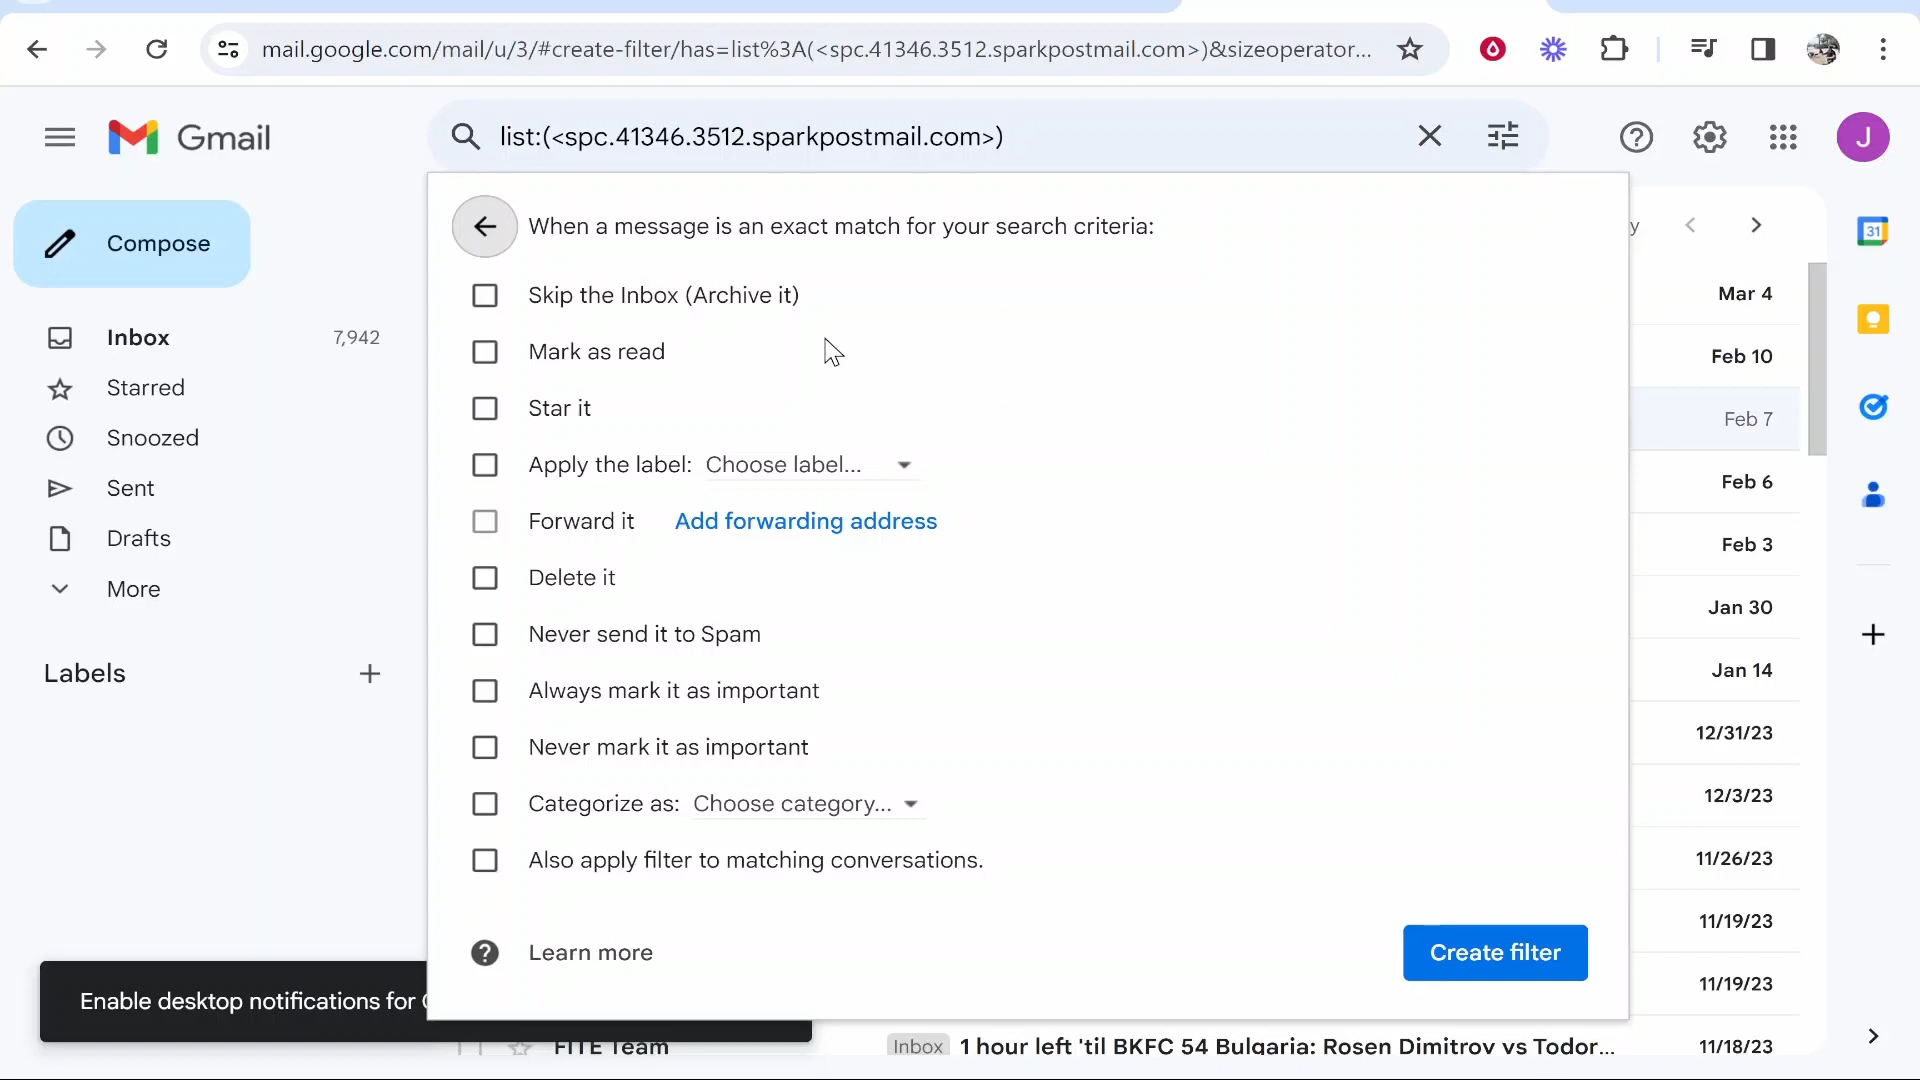 mail.google.com/mail/u/3/#create-filter/has=list%3A(<spc.41346.3512.sparkpostmail.com>)&sizeoperator...
Gmail
list:(<spc.41346.3512.sparkpostmail.com>)
J
Compose
Inbox 7,942
Starred
Snoozed
Sent
Drafts
More
Labels
When a message is an exact match for your search criteria:
Skip the Inbox (Archive it)
Mark as read
Star it
Apply the label: Choose label...
Forward it Add forwarding address
Delete it
Never send it to Spam
Always mark it as important
Never mark it as important
Categorize as: Choose category...
Also apply filter to matching conversations.
Learn more
Create filter
y
Mar 4
Feb 10
Feb 7
Feb 6
Feb 3
Jan 30
Jan 14
12/31/23
12/3/23
11/26/23
11/19/23
11/19/23
31
Enable desktop notifications for
FITE Team
Inbox 1 hour left 'til BKFC 54 Bulgaria: Rosen Dimitrov vs Todor... 11/18/23